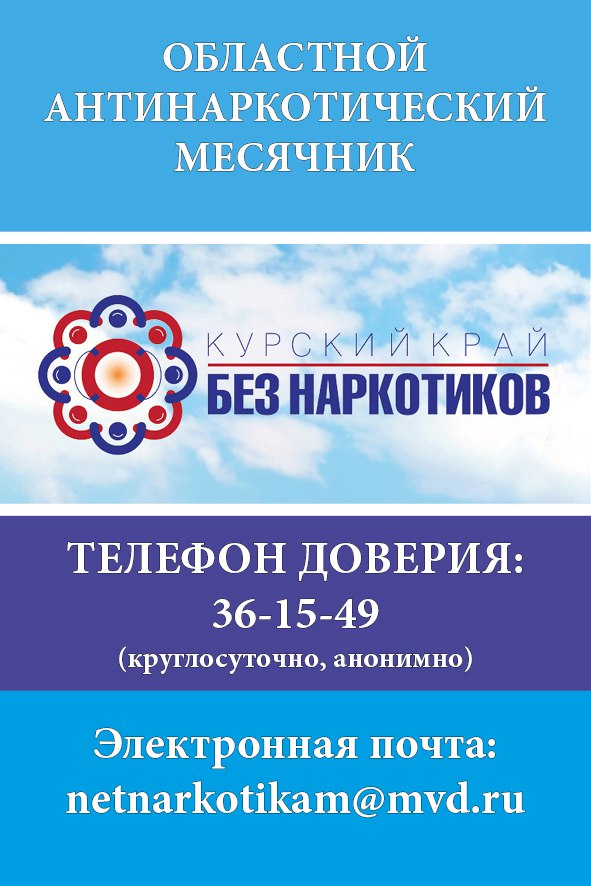 ОБЛАСТНОЙ
АНТИНАРКОТИЧЕСКИЙ
МЕСЯЧНИК
КУРСКИЙ КРАЙ
БЕЗ НАРКОТИКОВ
ТЕЛЕФОН ДОВЕРИЯ:
36-15-49
(круглосуточно, анонимно)
Электронная почта:
netnarkotikam@mvd.ru